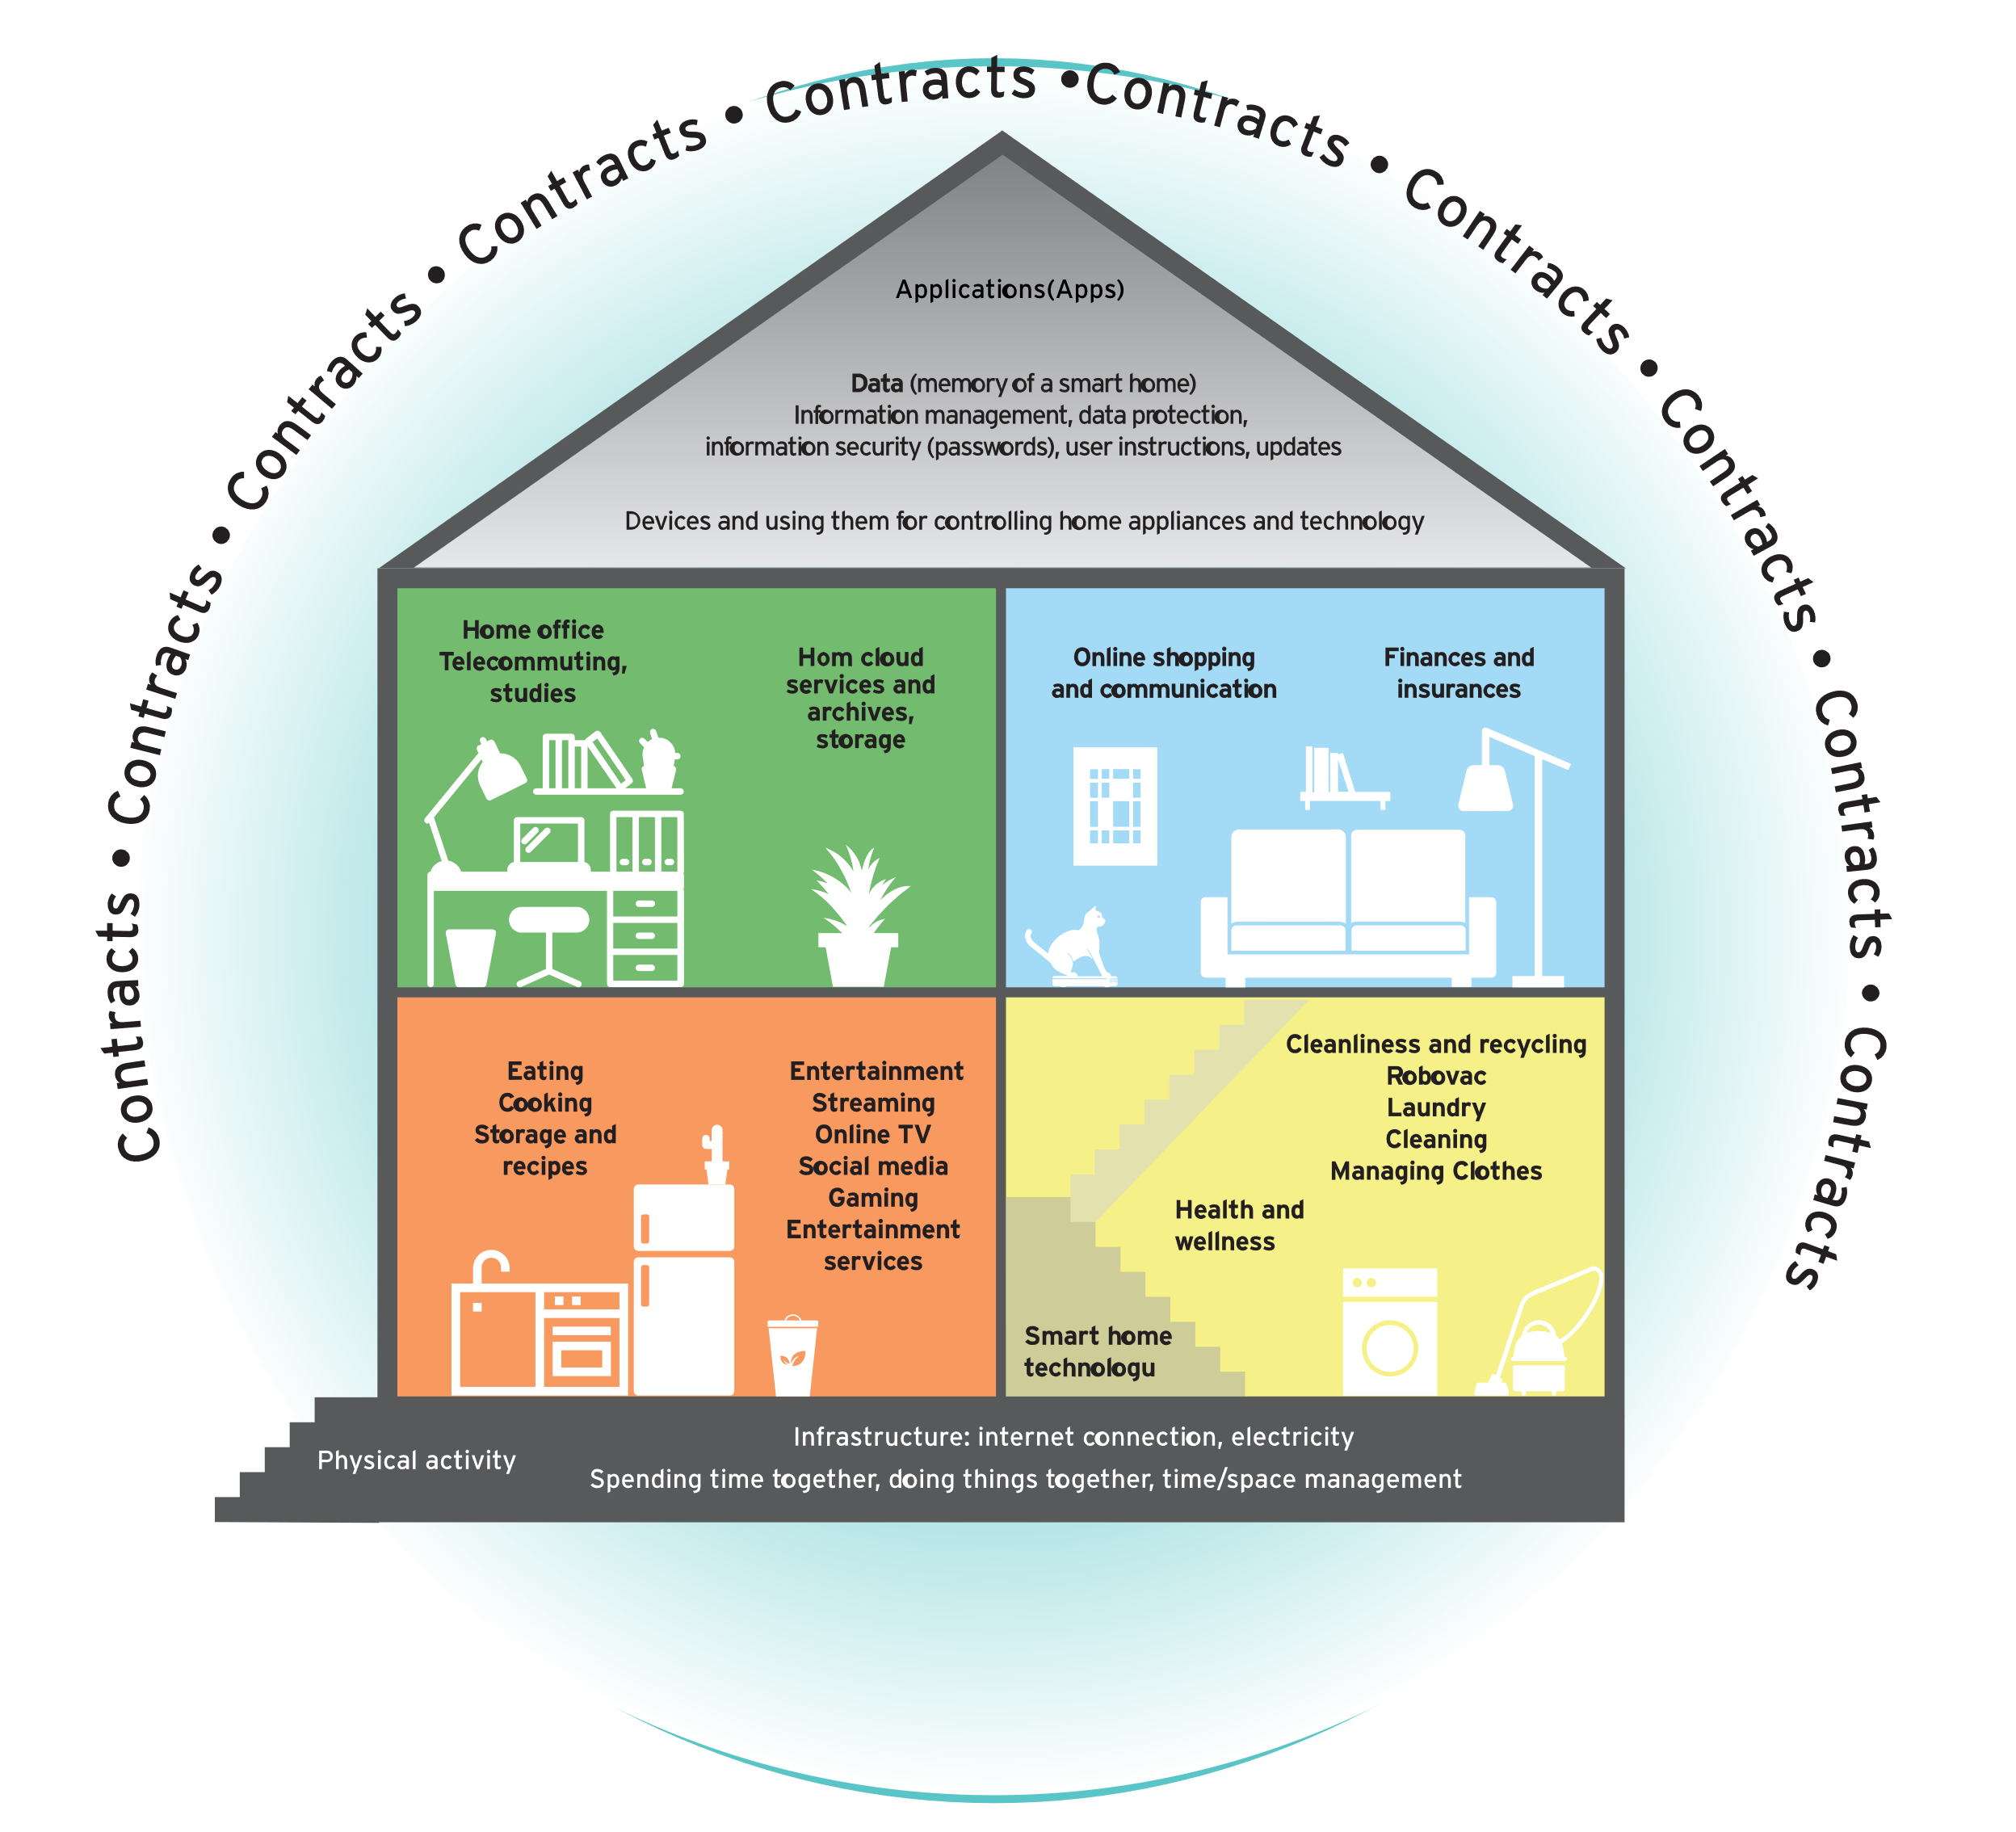 Contracts • Contracts • Contracts • Contracts • Contracts •Contracts • Contracts • Contracts • Contracts • Contracts
Applications(Apps)
Data (memory of a smart home)
Information management, data protection,
information security (passwords), user instructions, updates
Devices and using them for controlling home appliances and technology
Home office
Telecommuting,
studies
Hom cloud
services and
archives,
storage
Online shopping
and communication
Finances and
insurances
Eating
Cooking
Storage and
recipes
Entertainment
Streaming
Online TV
Social media
Gaming
Entertainment
services
Cleanliness and recycling
Robovac
Laundry
Cleaning
Managing Clothes
Health and
wellness
Smart home
technologu
Physical activity
Infrastructure: internet connection, electricity
Spending time together, doing things together, time/space management